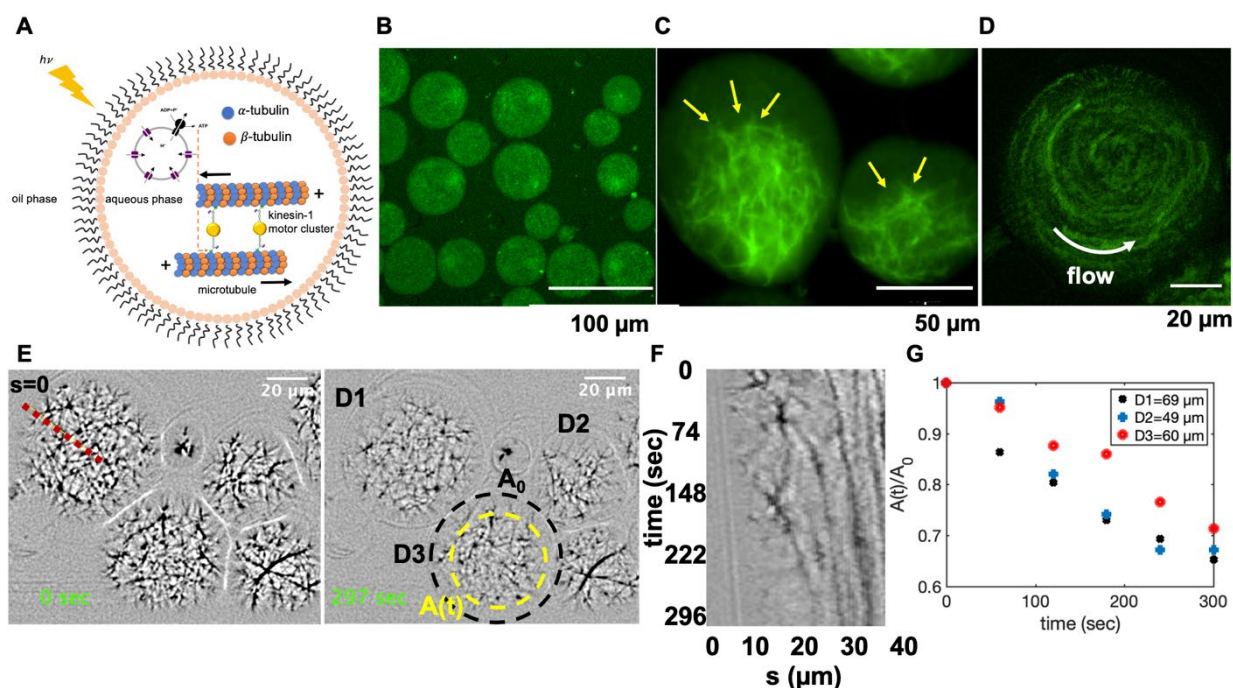 A
hν
ADP+Pi
ATP
H+
α-tubulin
β-tubulin
oil phase
aqueous phase
+
kinesin-1
motor cluster
+
microtubule
B
100 µm
C
50 µm
D
flow
20 µm
E
s=0
20 µm
0 sec
20 µm
D1
D2
A0
D3
A(t)
297 sec
F
0
74
148
222
296
time (sec)
0 10 20 30 40
s (µm)
G
1
0.9
0.8
0.7
0.6
A(t)/A0
D1=69 µm
D2=49 µm
D3=60 µm
0 100 200 300
time (sec)